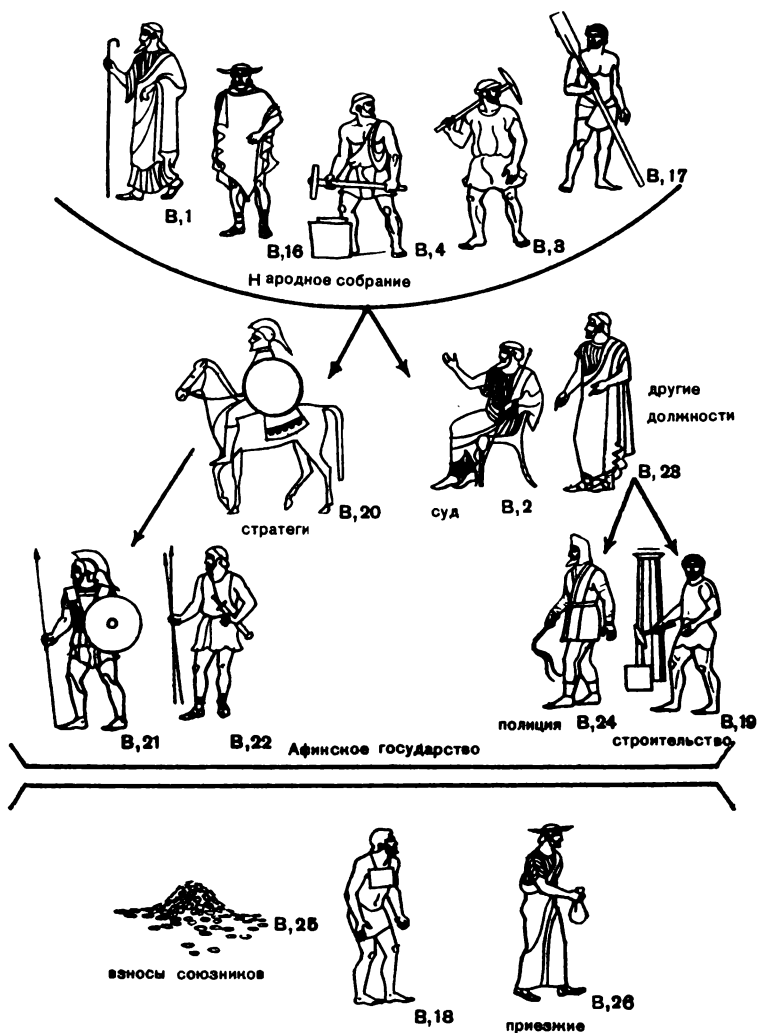 В,1
В,16
В,4
В,3
В,17
Народное собрание
В,20
стратеги
суд
В,2
другие
должности
В,23
В,21
В,22
Афинское государство
полиция В,24
В,19
строительство
В,25
взносы союзников
В,18
В,26
приезжие